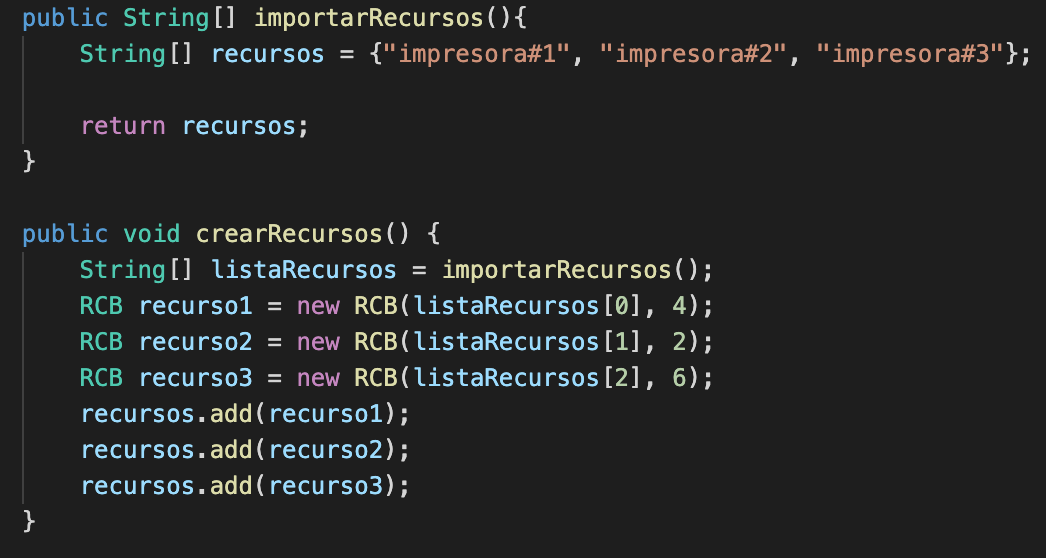 public String[] importarRecursos(){
    String[] recursos = {"impresora#1", "impresora#2", "impresora#3"};
    return recursos;
}
public void crearRecursos() {
    String[] listaRecursos = importarRecursos();
    RCB recurso1 = new RCB(listaRecursos[0], 4);
    RCB recurso2 = new RCB(listaRecursos[1], 2);
    RCB recurso3 = new RCB(listaRecursos[2], 6);
    recursos.add(recurso1);
    recursos.add(recurso2);
    recursos.add(recurso3);
}